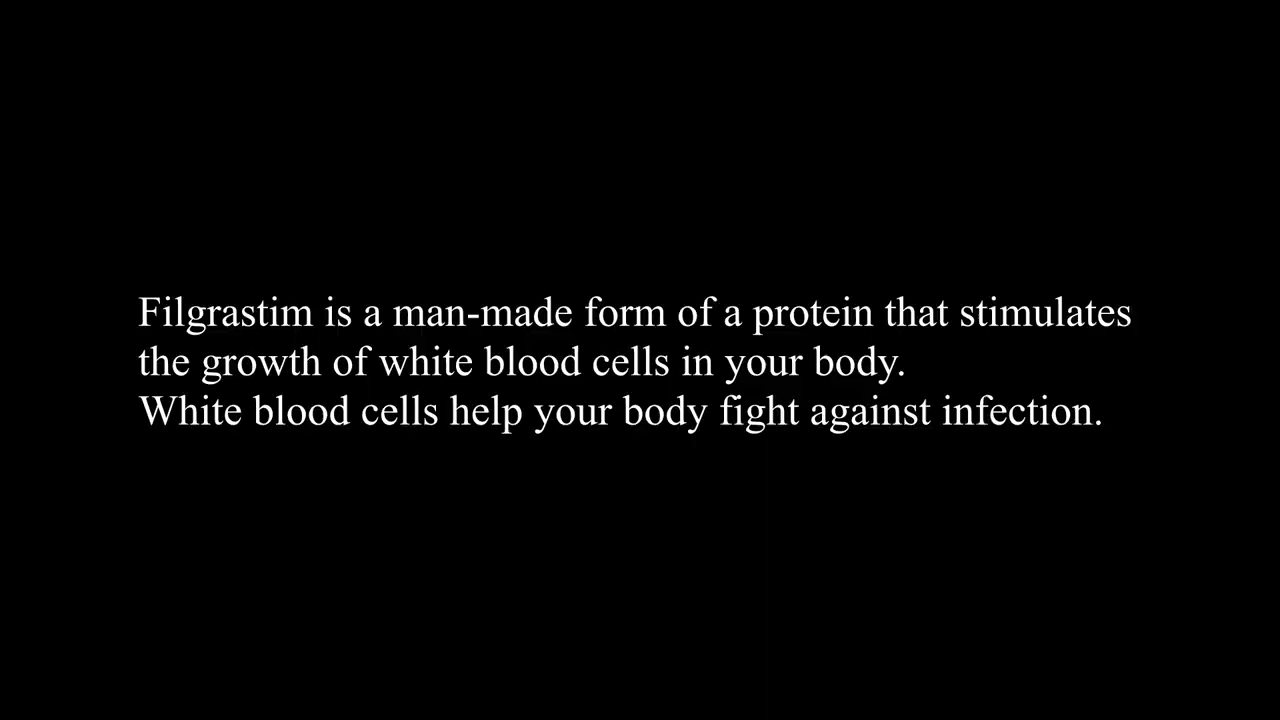 Filgrastim is a man-made form of a protein that stimulates
the growth of white blood cells in your body.
White blood cells help your body fight against infection.